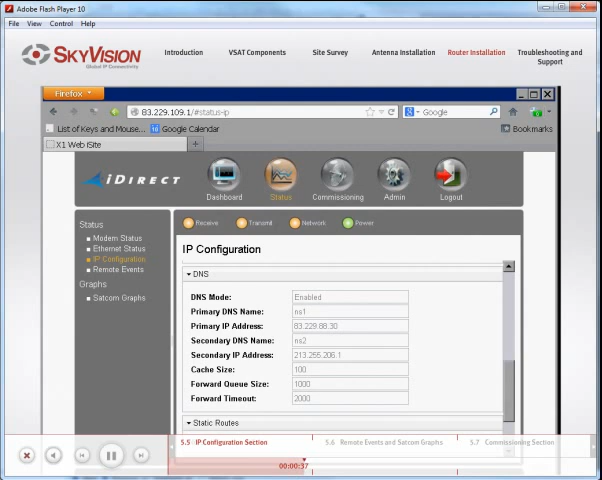 Adobe Flash Player 10
File View Control Help
SKYVISION
Global IP Connectivity
Introduction
VSAT Components
Site Survey
Antenna Installation
Router Installation
Troubleshooting and
Support
Firefox
83.229.109.1/#status-ip
Google
List of Keys and Mouse...
Google Calendar
Bookmarks
X1 Web iSite
iDIRECT
Dashboard
Status
Commissioning
Admin
Logout
Status
Modem Status
Ethernet Status
IP Configuration
Remote Events
Graphs
Satcom Graphs
Receive
Transmit
Network
Power
IP Configuration
DNS
DNS Mode: Enabled
Primary DNS Name: ns1
Primary IP Address: 83.229.88.30
Secondary DNS Name: ns2
Secondary IP Address: 213.255.206.1
Cache Size: 100
Forward Queue Size: 1000
Forward Timeout: 2000
Static Routes
5.5 IP Configuration Section
5.6 Remote Events and Satcom Graphs
5.7 Commissioning Section
00:00:37